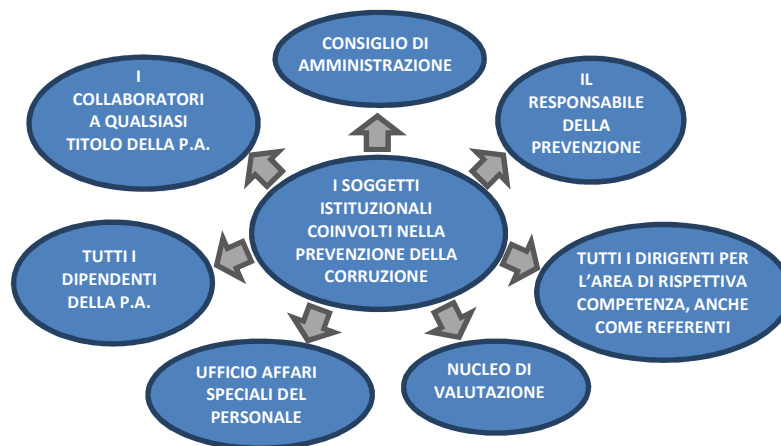 CONSIGLIO DI
AMMINISTRAZIONE
I
COLLABORATORI
A QUALSIASI
TITOLO DELLA P.A.
IL
RESPONSABILE
DELLA
PREVENZIONE
I SOGGETTI
ISTITUZIONALI
COINVOLTI NELLA
PREVENZIONE DELLA
CORRUZIONE
TUTTI I
DIPENDENTI
DELLA P.A.
TUTTI I DIRIGENTI PER
L'AREA DI RISPETTIVA
COMPETENZA, ANCHE
COME REFERENTI
UFFICIO AFFARI
SPECIALI DEL
PERSONALE
NUCLEO DI
VALUTAZIONE